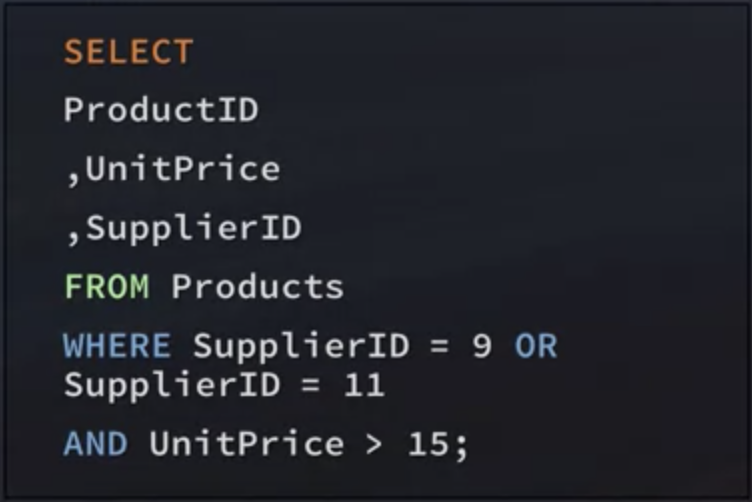 SELECT
ProductID
,UnitPrice
,SupplierID
FROM Products
WHERE SupplierID = 9 OR
SupplierID = 11
AND UnitPrice > 15;